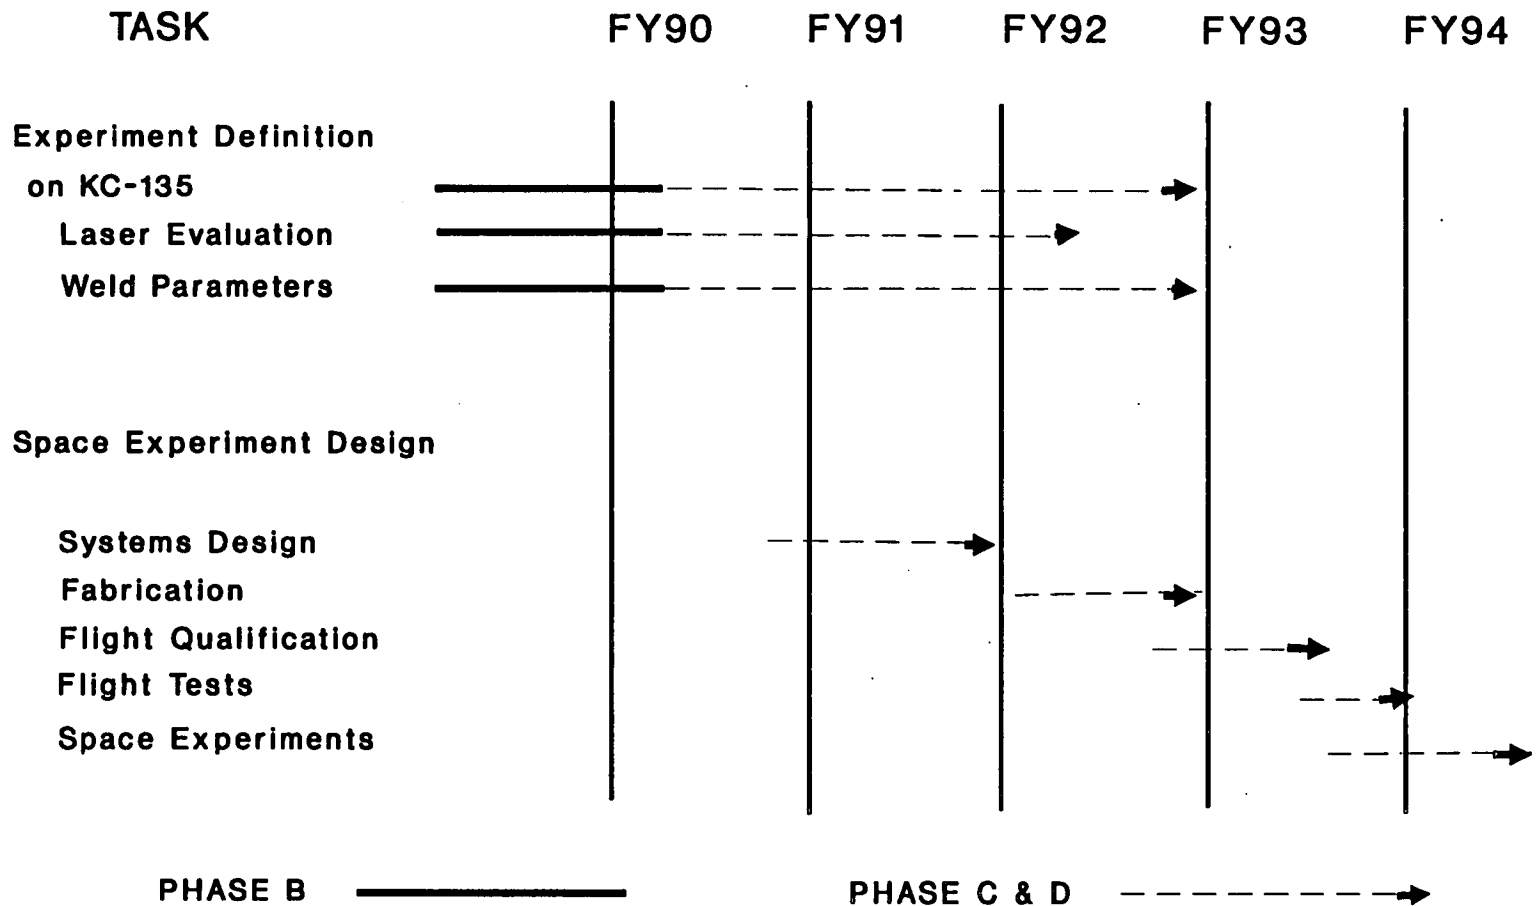 TASK FY90 FY91 FY92 FY93 FY94
Experiment Definition
on KC-135
Laser Evaluation
Weld Parameters
Space Experiment Design
Systems Design
Fabrication
Flight Qualification
Flight Tests
Space Experiments
PHASE B PHASE C & D